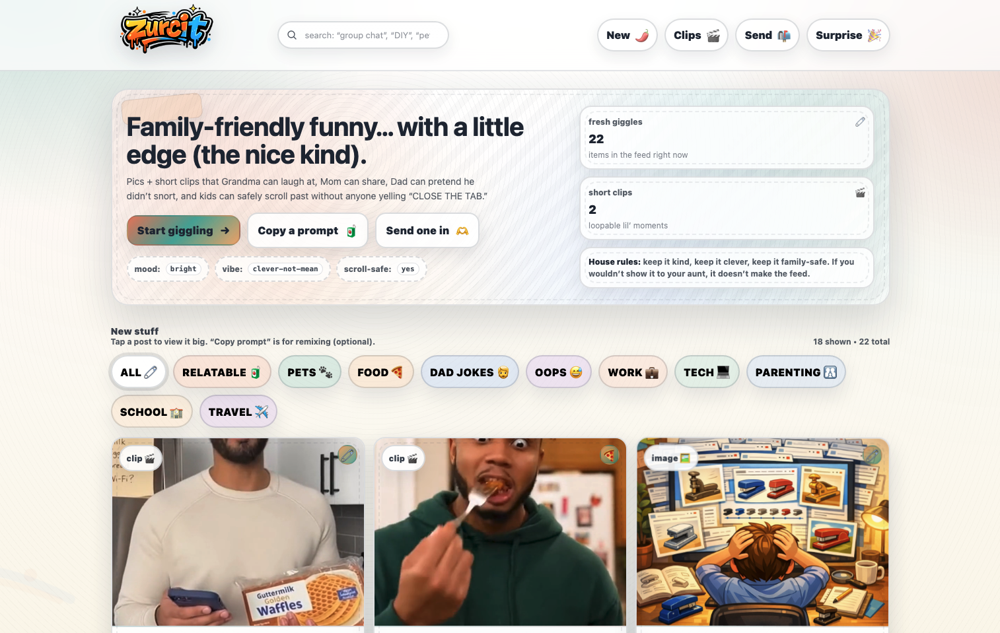 Zurcit
search: “group chat”, “DIY”, “pe
New
Clips
Send
Surprise
Family-friendly funny… with a little
edge (the nice kind).
Pics + short clips that Grandma can laugh at, Mom can share, Dad can pretend he
didn’t snort, and kids can safely scroll past without anyone yelling “CLOSE THE TAB.”
Start giggling →
Copy a prompt
Send one in
mood: bright
vibe: clever-not-mean
scroll-safe: yes
fresh giggles
22
items in the feed right now
short clips
2
loopable lil’ moments
House rules: keep it kind, keep it clever, keep it family-safe. If you
wouldn’t show it to your aunt, it doesn’t make the feed.
New stuff
Tap a post to view it big. “Copy prompt” is for remixing (optional).
18 shown • 22 total
ALL
RELATABLE
PETS
FOOD
DAD JOKES
OOPS
WORK
TECH
PARENTING
SCHOOL
TRAVEL
clip
Wi-Fi?
Guttermilk
Golden
Waffles
clip
image